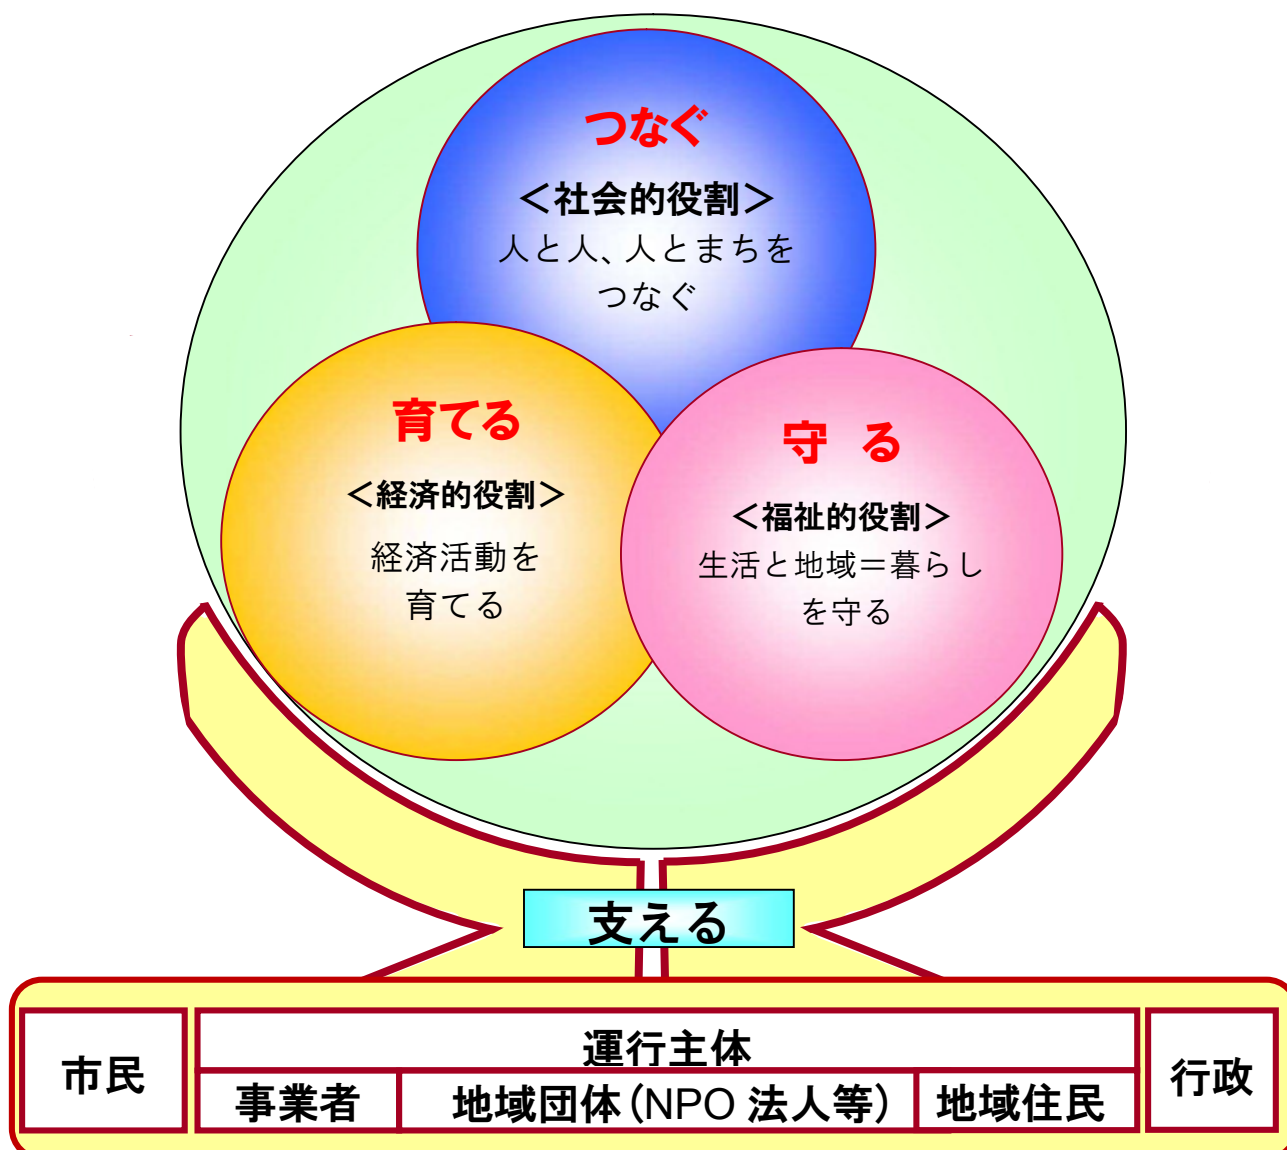 つなぐ
＜社会的役割＞
人と人、人とまちを
つなぐ
育てる
＜経済的役割＞
経済活動を
育てる
守 る
＜福祉的役割＞
生活と地域＝暮らし
を守る
支える
市民
運行主体
事業者
地域団体（NPO 法人等）
地域住民
行政